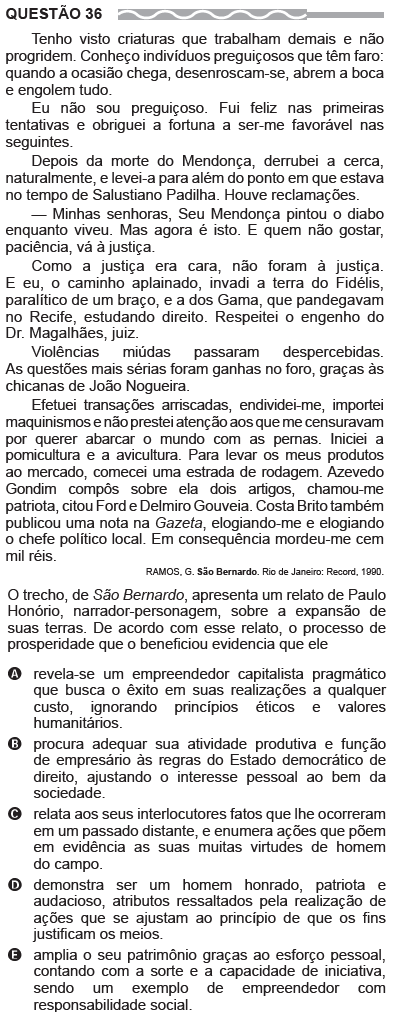 QUESTÃO 36
Tenho visto criaturas que trabalham demais e não
progridem. Conheço indivíduos preguiçosos que têm faro:
quando a ocasião chega, desenroscam-se, abrem a boca
e engolem tudo.
Eu não sou preguiçoso. Fui feliz nas primeiras
tentativas e obriguei a fortuna a ser-me favorável nas
seguintes.
Depois da morte do Mendonça, derrubei a cerca,
naturalmente, e levei-a para além do ponto em que estava
no tempo de Salustiano Padilha. Houve reclamações.
— Minhas senhoras, Seu Mendonça pintou o diabo
enquanto viveu. Mas agora é isto. E quem não gostar,
paciência, vá à justiça.
Como a justiça era cara, não foram à justiça.
E eu, o caminho aplainado, invadi a terra do Fidélis,
paralítico de um braço, e a dos Gama, que pandegavam
no Recife, estudando direito. Respeitei o engenho do
Dr. Magalhães, juiz.
Violências miúdas passaram despercebidas.
As questões mais sérias foram ganhas no foro, graças às
chicanas de João Nogueira.
Efetuei transações arriscadas, endividei-me, importei
maquinismos e não prestei atenção aos que me censuravam
por querer abarcar o mundo com as pernas. Iniciei a
pomicultura e a avicultura. Para levar os meus produtos
ao mercado, comecei uma estrada de rodagem. Azevedo
Gondim compôs sobre ela dois artigos, chamou-me
patriota, citou Ford e Delmiro Gouveia. Costa Brito também
publicou uma nota na Gazeta, elogiando-me e elogiando
o chefe político local. Em consequência mordeu-me cem
mil réis.
RAMOS, G. São Bernardo. Rio de Janeiro: Record, 1990.
O trecho, de São Bernardo, apresenta um relato de Paulo
Honório, narrador-personagem, sobre a expansão de
suas terras. De acordo com esse relato, o processo de
prosperidade que o beneficiou evidencia que ele
A revela-se um empreendedor capitalista pragmático
que busca o êxito em suas realizações a qualquer
custo, ignorando princípios éticos e valores
humanitários.
B procura adequar sua atividade produtiva e função
de empresário às regras do Estado democrático de
direito, ajustando o interesse pessoal ao bem da
sociedade.
C relata aos seus interlocutores fatos que lhe ocorreram
em um passado distante, e enumera ações que põem
em evidência as suas muitas virtudes de homem
do campo.
D demonstra ser um homem honrado, patriota e
audacioso, atributos ressaltados pela realização de
ações que se ajustam ao princípio de que os fins
justificam os meios.
E amplia o seu patrimônio graças ao esforço pessoal,
contando com a sorte e a capacidade de iniciativa,
sendo um exemplo de empreendedor com
responsabilidade social.